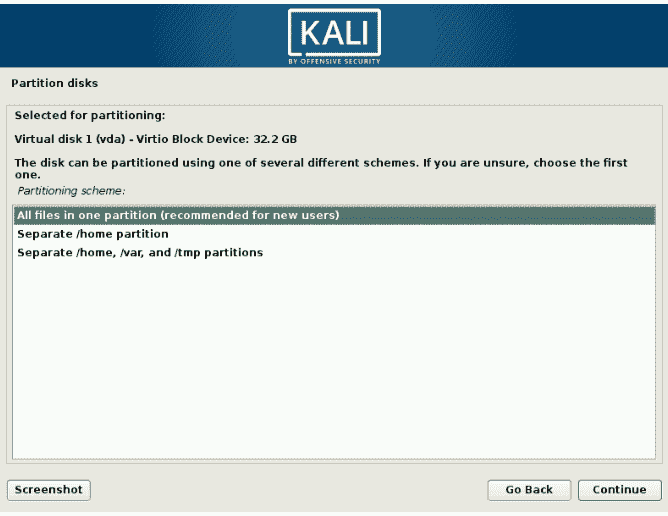 KALI
BY OFFENSIVE SECURITY
Partition disks
Selected for partitioning:
Virtual disk 1 (vda) - Virtio Block Device: 32.2 GB
The disk can be partitioned using one of several different schemes. If you are unsure, choose the first
one.
Partitioning scheme:
All files in one partition (recommended for new users)
Separate /home partition
Separate /home, /var, and /tmp partitions
Screenshot
Go Back
Continue